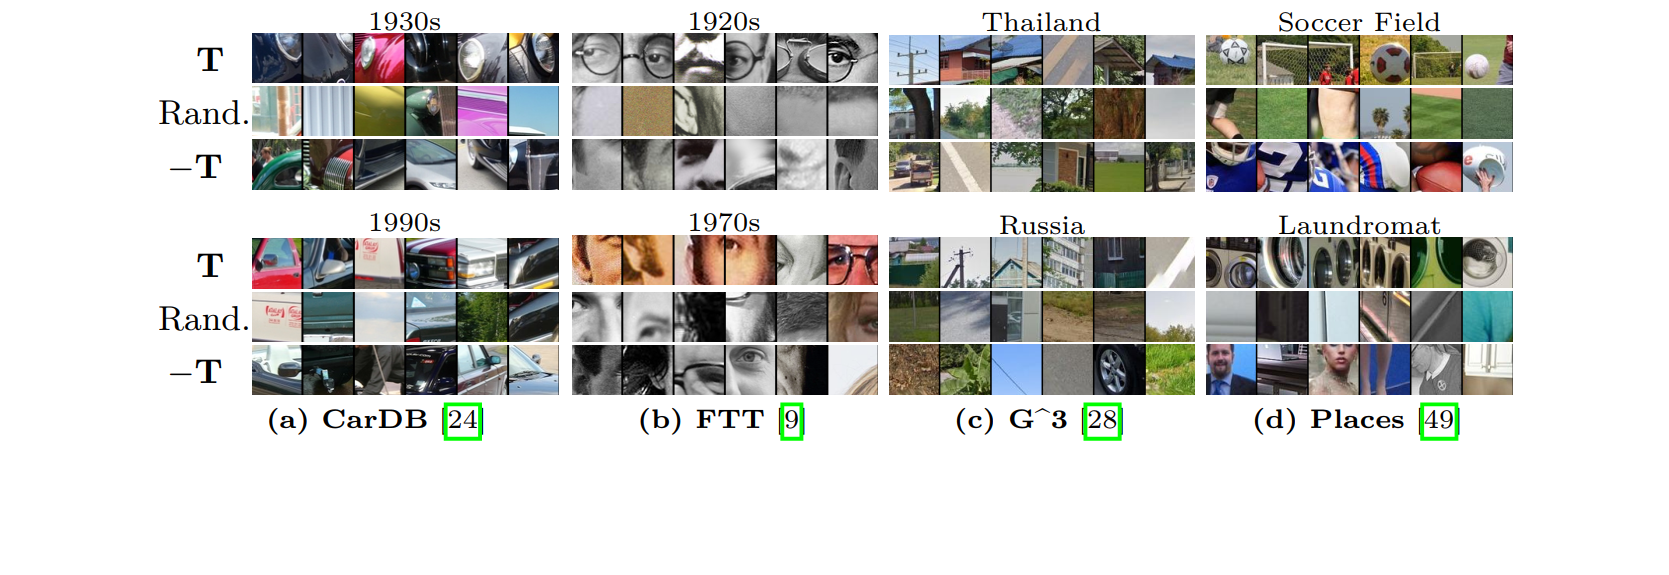 1930s 1920s Thailand Soccer Field
T
Rand.
−T
1990s 1970s Russia Laundromat
T
Rand.
−T
(a) CarDB [24] (b) FTT [9] (c) G^3 [28] (d) Places [49]